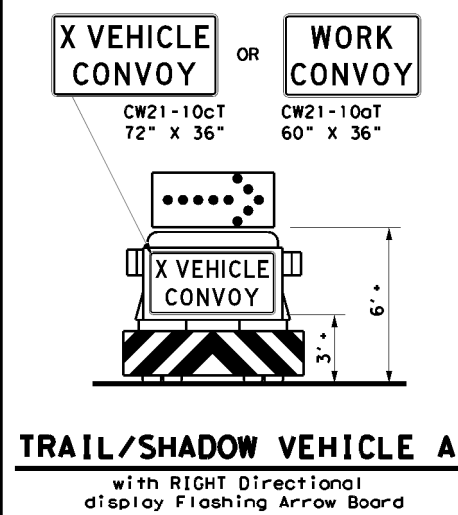 X VEHICLE
CONVOY
OR
WORK
CONVOY
CW21-10cT
72" X 36"
CW21-10aT
60" X 36"
X VEHICLE
CONVOY
6' +
3' +
TRAIL/SHADOW VEHICLE A
with RIGHT Directional
display Flashing Arrow Board